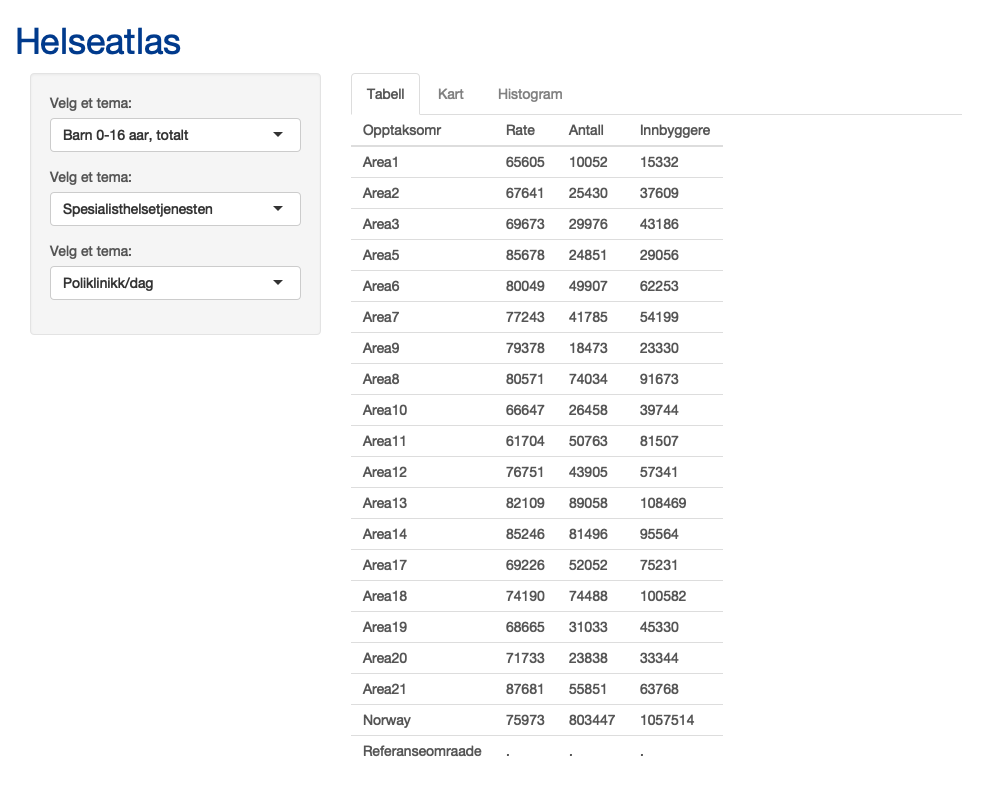 Helseatlas
Velg et tema:
Barn 0-16 aar, totalt
Velg et tema:
Spesialisthelsetjenesten
Velg et tema:
Poliklinikk/dag
Tabell Kart Histogram
Opptaksomr Rate Antall Innbyggere
Area1 65605 10052 15332
Area2 67641 25430 37609
Area3 69673 29976 43186
Area5 85678 24851 29056
Area6 80049 49907 62253
Area7 77243 41785 54199
Area9 79378 18473 23330
Area8 80571 74034 91673
Area10 66647 26458 39744
Area11 61704 50763 81507
Area12 76751 43905 57341
Area13 82109 89058 108469
Area14 85246 81496 95564
Area17 69226 52052 75231
Area18 74190 74488 100582
Area19 68665 31033 45330
Area20 71733 23838 33344
Area21 87681 55851 63768
Norway 75973 803447 1057514
Referanseomraade . . .